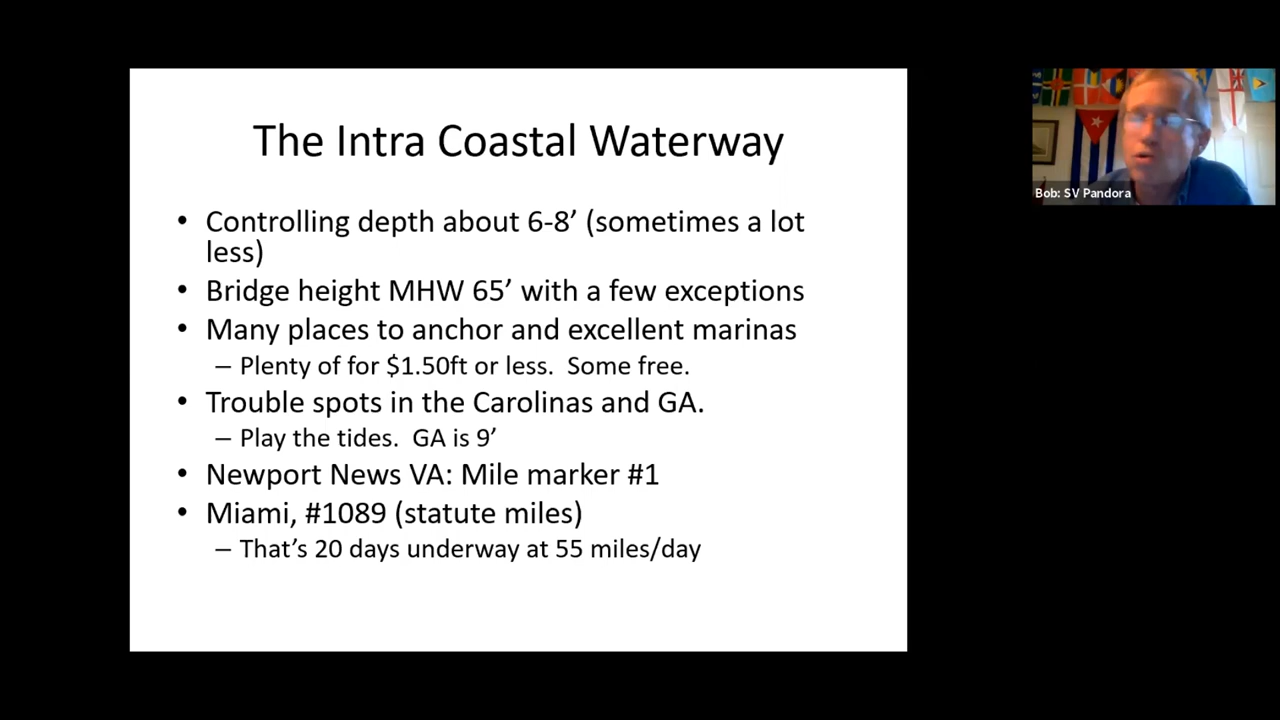 The Intra Coastal Waterway
• Controlling depth about 6-8’ (sometimes a lot
less)
• Bridge height MHW 65’ with a few exceptions
• Many places to anchor and excellent marinas
– Plenty of for $1.50ft or less.  Some free.
• Trouble spots in the Carolinas and GA.
– Play the tides.  GA is 9’
• Newport News VA: Mile marker #1
• Miami, #1089 (statute miles)
– That’s 20 days underway at 55 miles/day
Bob: SV Pandora